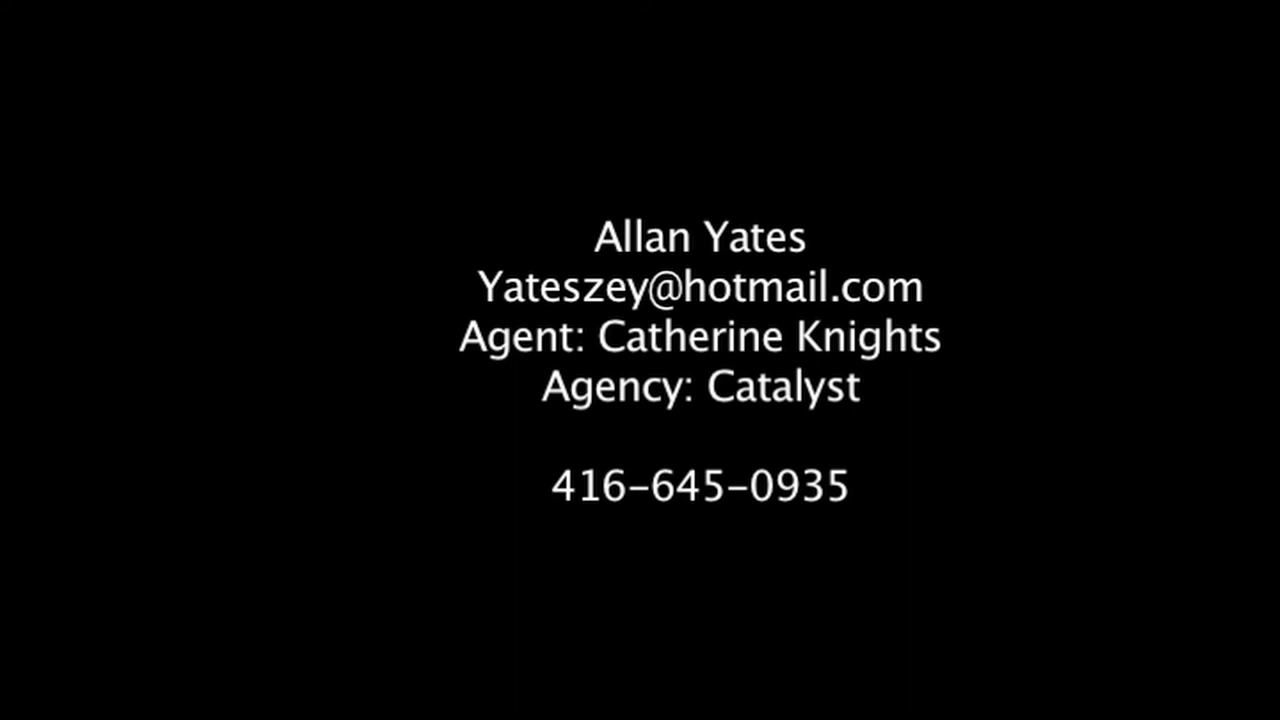 Allan Yates
Yateszey@hotmail.com
Agent: Catherine Knights
Agency: Catalyst
416-645-0935